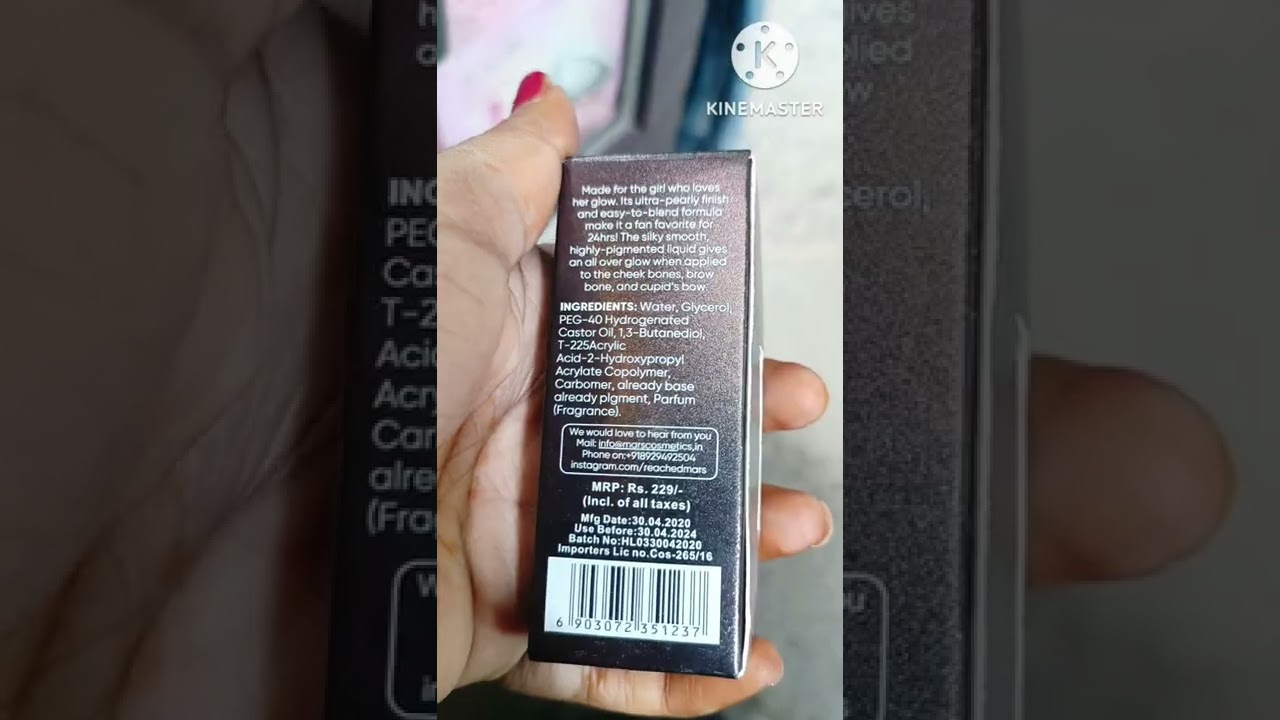 KINEMASTER
Made for the girl who loves
her glow. Its ultra-pearly finish
and easy-to-blend formula
make it a fan favorite for
24hrs! The silky smooth,
highly-pigmented liquid gives
an all over glow when applied
to the cheek bones, brow
bone, and cupid's bow.
INGREDIENTS: Water, Glycerol,
PEG-40 Hydrogenated
Castor Oil, 1,3-Butanediol,
T-225Acrylic
Acid-2-Hydroxypropyl
Acrylate Copolymer,
Carbomer, already base
already pigment, Parfum
(Fragrance).
We would love to hear from you
Mail: info@marscosmetics.in
Phone on:+918929492504
instagram.com/reachedmars
MRP: Rs. 229/-
(Incl. of all taxes)
Mfg Date:30.04.2020
Use Before:30.04.2024
Batch No:HL0330042020
Importers Lic no.Cos-265/16
6 903072 351237